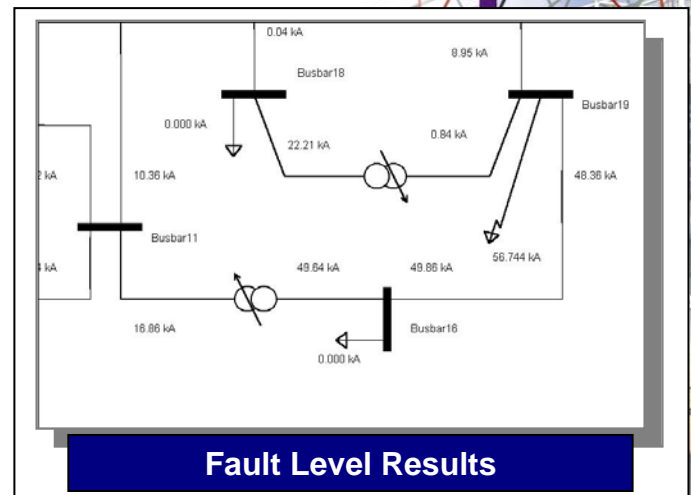 0.04 kA
8.95 kA
Busbar18
Busbar19
0.000 kA
22.21 kA
0.84 kA
kA
10.36 kA
48.36 kA
Busbar11
56.744 kA
kA
49.64 kA
49.86 kA
16.86 kA
Busbar16
0.000 kA
Fault Level Results